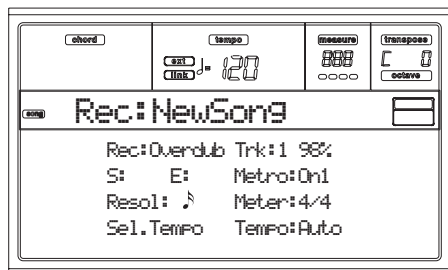 chord tempo measure transpose
ext link ♩= 120 888 C 0
octave
song Rec:NewSong
Rec:Overdub Trk:1 98%
S: E: Metro:On1
Resol: ♪ Meter:4/4
Sel.Tempo Tempo:Auto